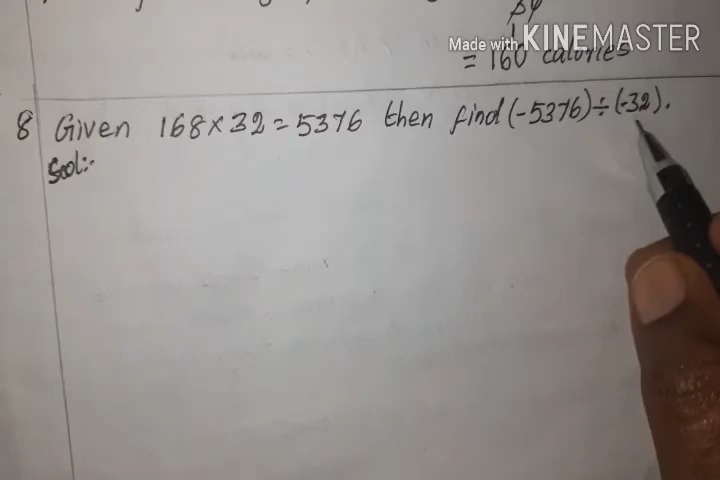 Made with KINEMASTER
= 160 calories
8 Given 168 × 32 = 5376 then find (-5376) ÷ (-32).
Sol:-